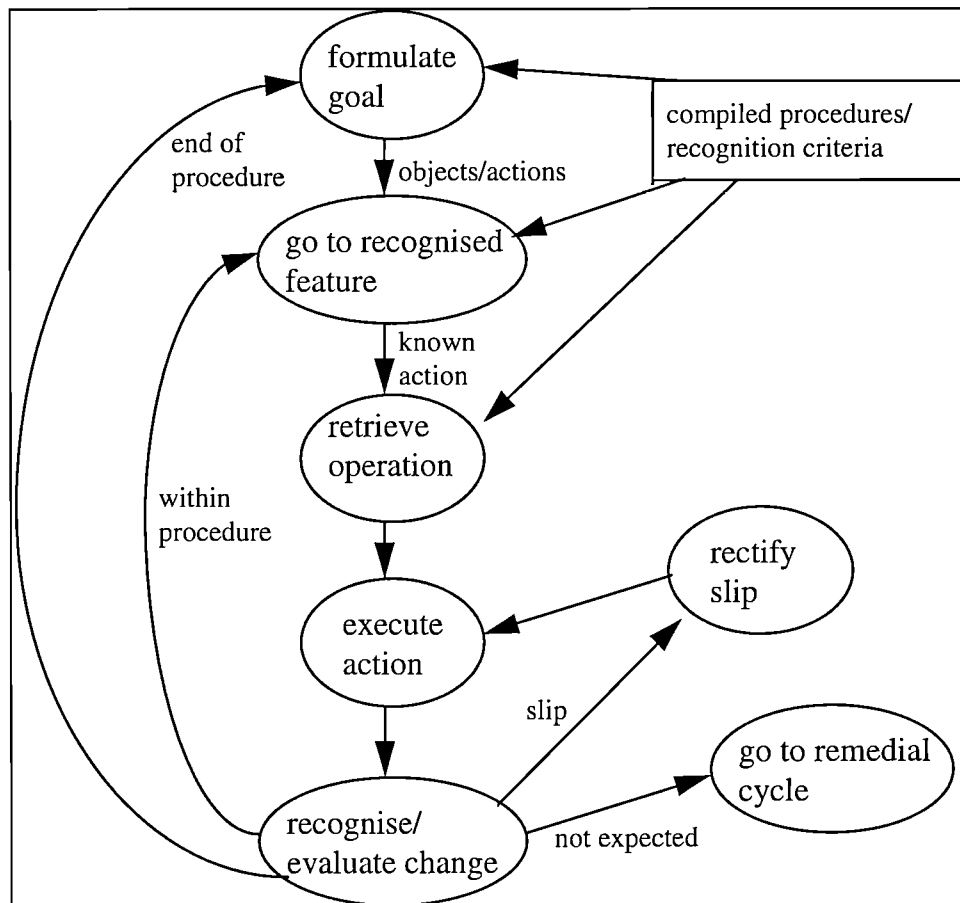 formulate
goal
compiled procedures/
recognition criteria
end of
procedure
objects/actions
go to recognised
feature
known
action
retrieve
operation
within
procedure
rectify
slip
execute
action
slip
go to remedial
cycle
recognise/
evaluate change
not expected